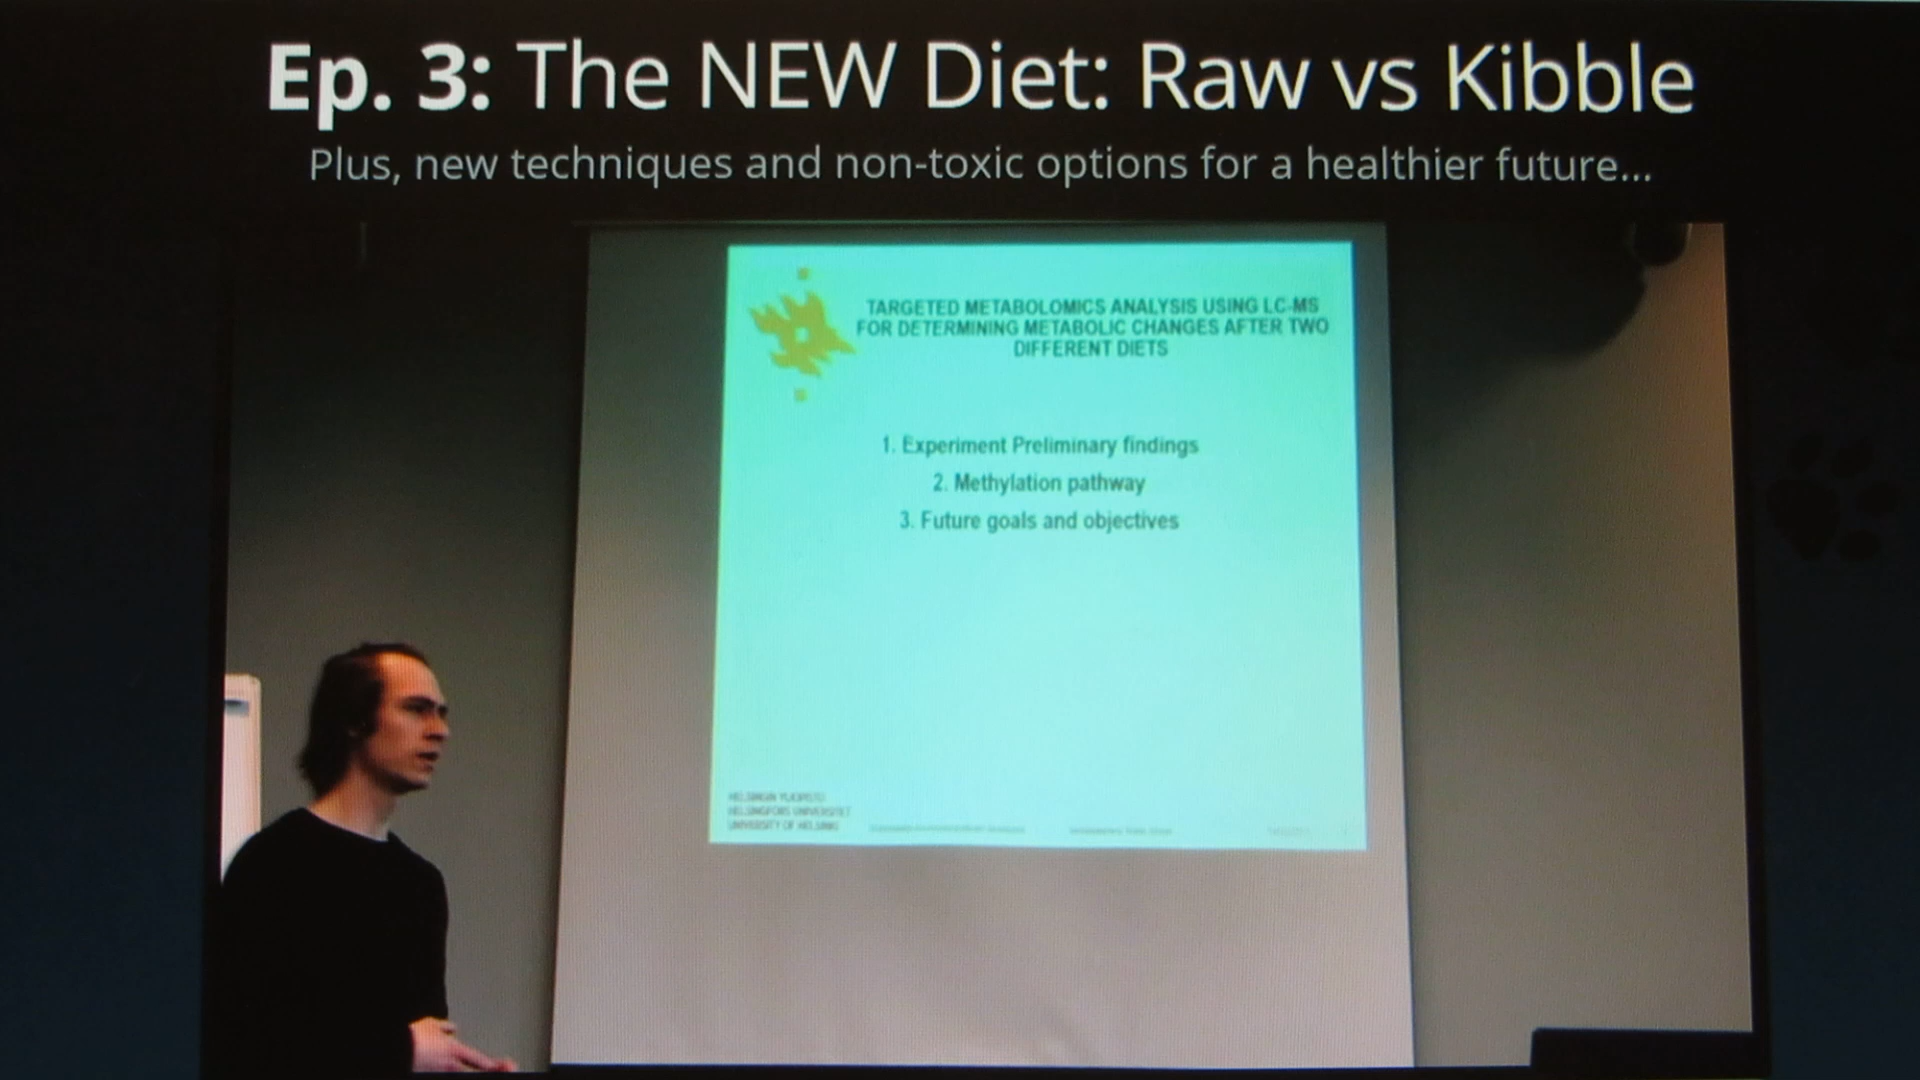 Ep. 3: The NEW Diet: Raw vs Kibble
Plus, new techniques and non-toxic options for a healthier future...
TARGETED METABOLOMICS ANALYSIS USING LC-MS
FOR DETERMINING METABOLIC CHANGES AFTER TWO
DIFFERENT DIETS
1. Experiment Preliminary findings
2. Methylation pathway
3. Future goals and objectives
HELSINGIN YLIOPISTO
HELSINGFORS UNIVERSITET
UNIVERSITY OF HELSINKI